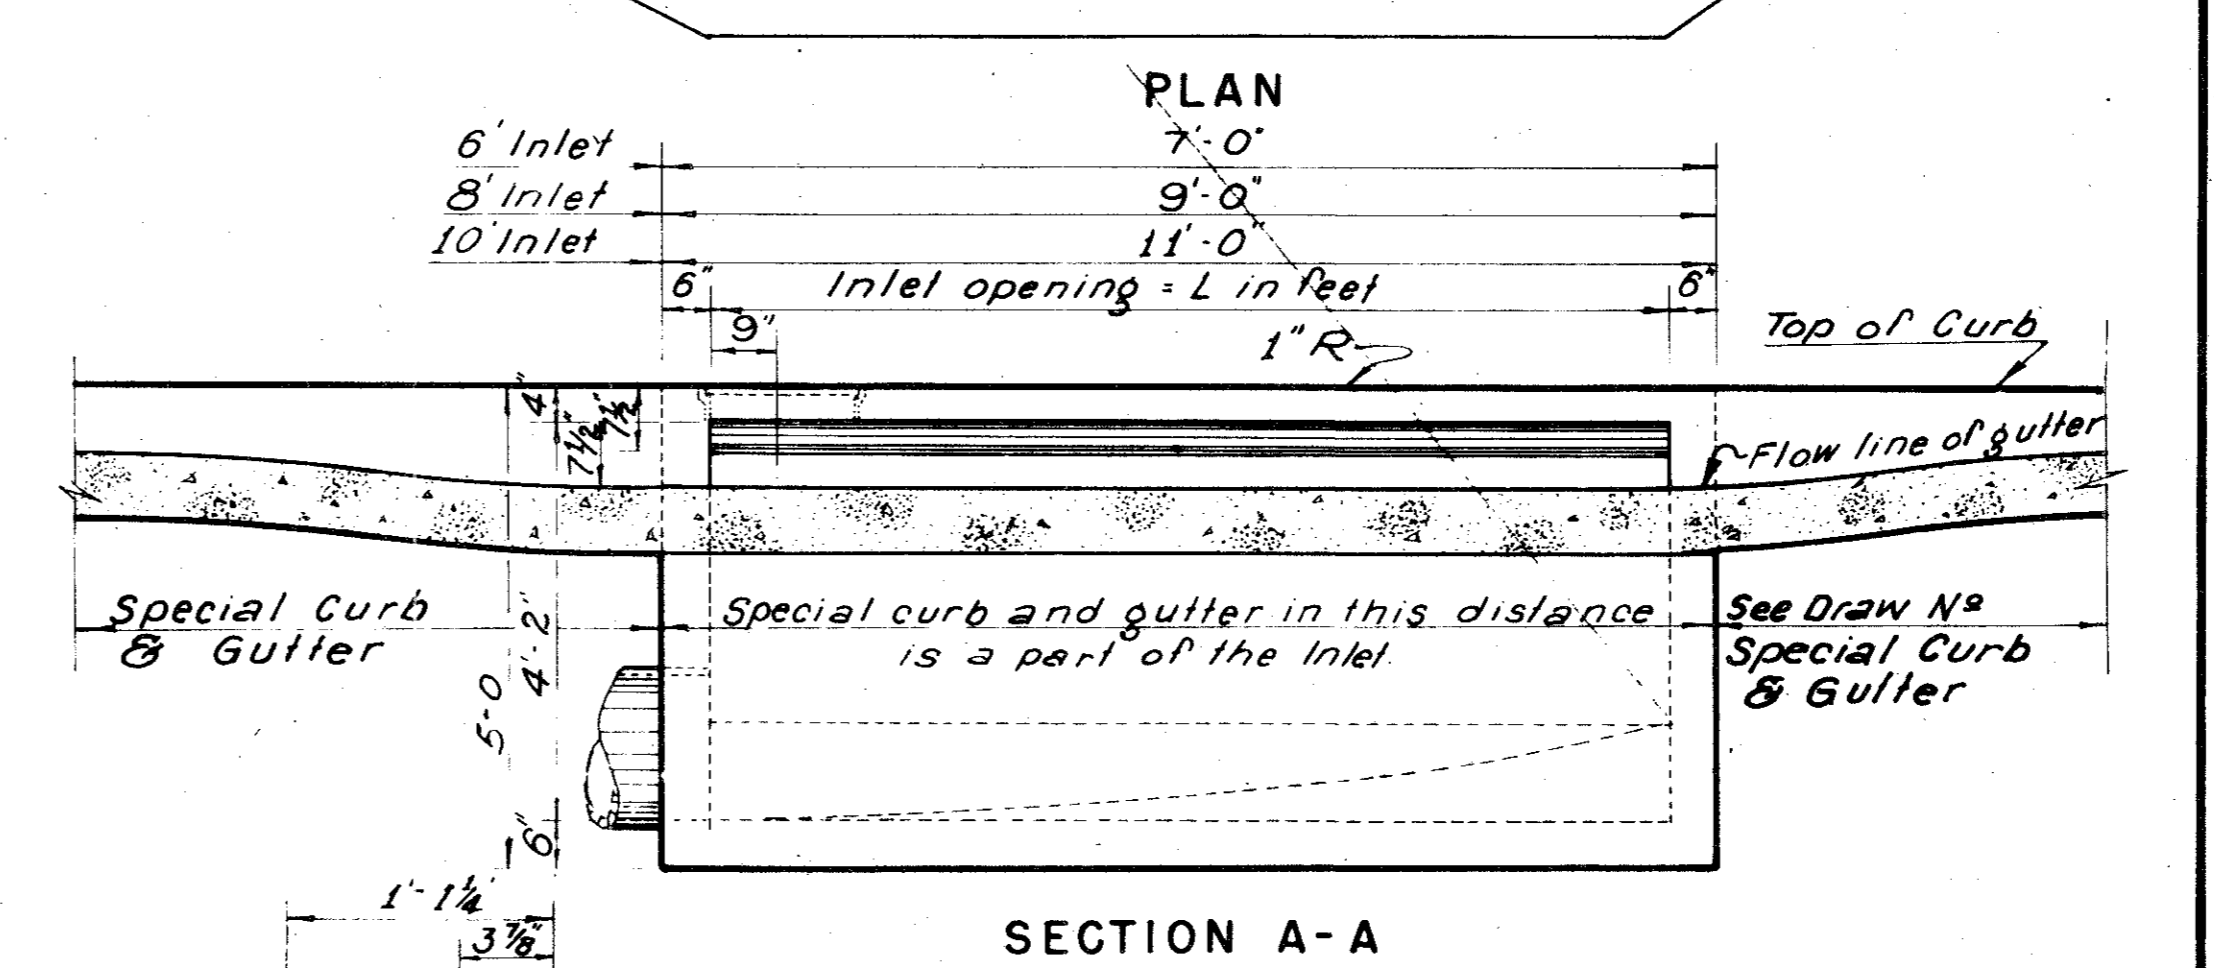 PLAN
6' Inlet 7'-0"
8' Inlet 9'-0"
10' Inlet 11'-0"
6" Inlet opening = L in feet 6"
9"
1" R
Top of Curb
4"
7½"
7½"
Flow line of gutter
Special Curb
& Gutter
Special curb and gutter in this distance
is a part of the Inlet.
See Draw Nº
Special Curb
& Gutter
4'-2"
5-0
6"
1'-1¼"
3⅞"
SECTION A-A